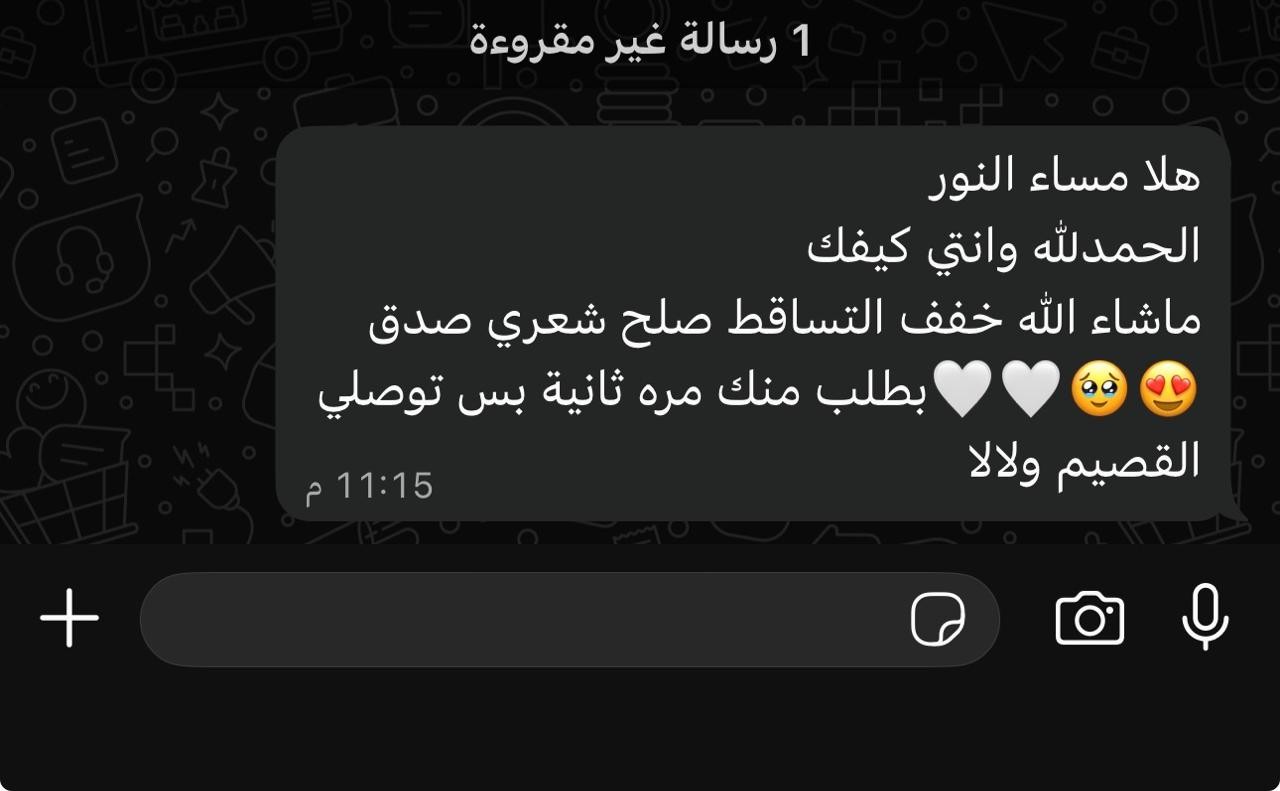 1 رسالة غير مقروءة
هلا مساء النور
الحمدلله وانتي كيفك
ماشاء الله خفف التساقط صلح شعري صدق
😍🥹🤍🤍بطلب منك مره ثانية بس توصلي
القصيم ولالا
11:15 م